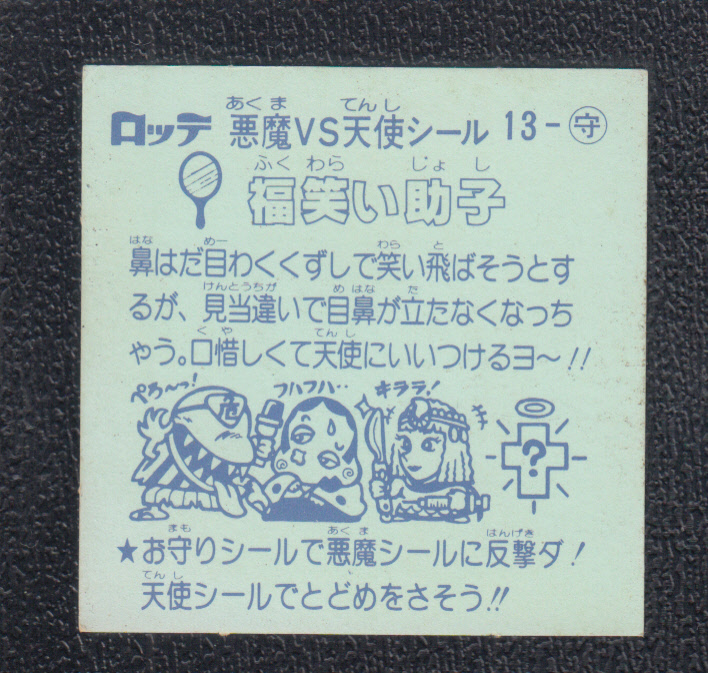 ロッテ 悪魔VS天使シール 13-守
あくま てんし
福笑い助子
ふくわら じょし
鼻はだ目わくくずしで笑い飛ばそうとす
はな めー わら と
るが、見当違いで目鼻が立たなくなっち
けんとうちが め はな た
ゃう。口惜しくて天使にいいつけるヨ〜!!
くや てんし
ぺろ〜っ! フハフハ‥ キララ!
危
?
★お守りシールで悪魔シールに反撃ダ!
まも あくま はんげき
天使シールでとどめをさそう!!
てんし